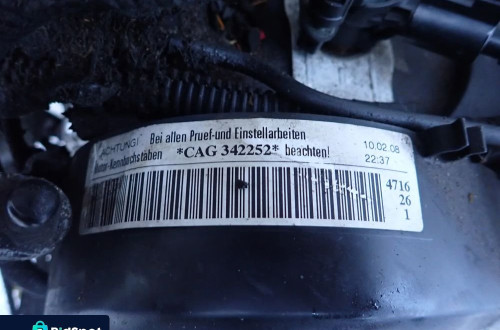 ACHTUNG! Bei allen Pruef-und Einstellarbeiten
Motor-Kennbuchstaben *CAG 342252* beachten!
10.02.08
22:37
4716
26
1
BidSpot